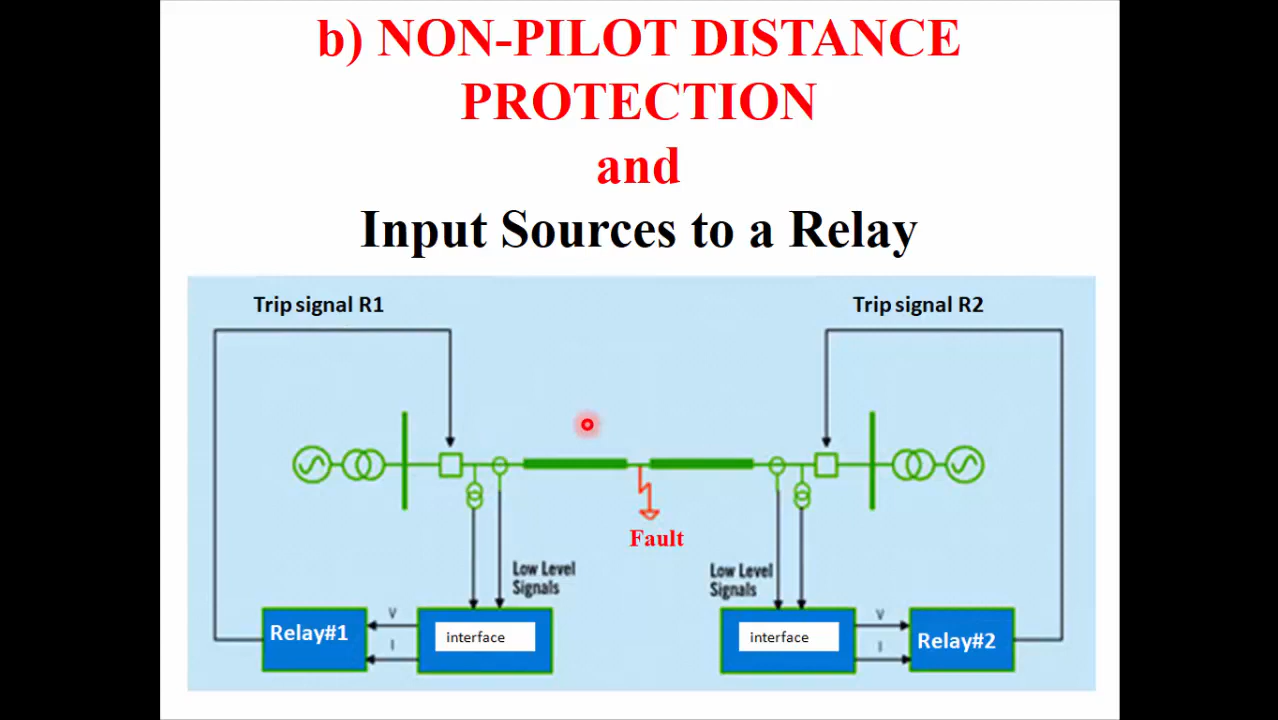 b) NON-PILOT DISTANCE
PROTECTION
and
Input Sources to a Relay
Trip signal R1
Trip signal R2
Fault
Low Level
Signals
Low Level
Signals
V
I
Relay#1
interface
interface
V
I
Relay#2